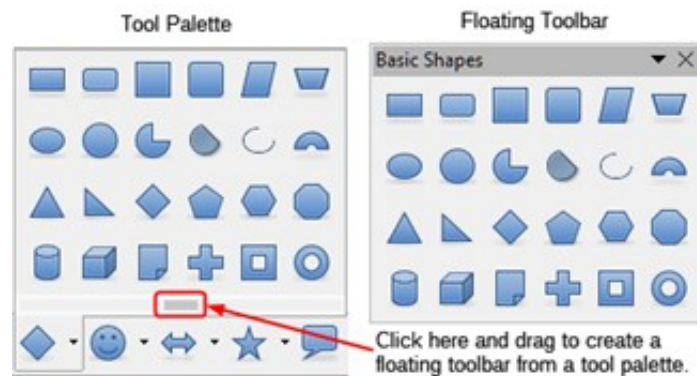 Tool Palette
Floating Toolbar
Basic Shapes
Click here and drag to create a
floating toolbar from a tool palette.